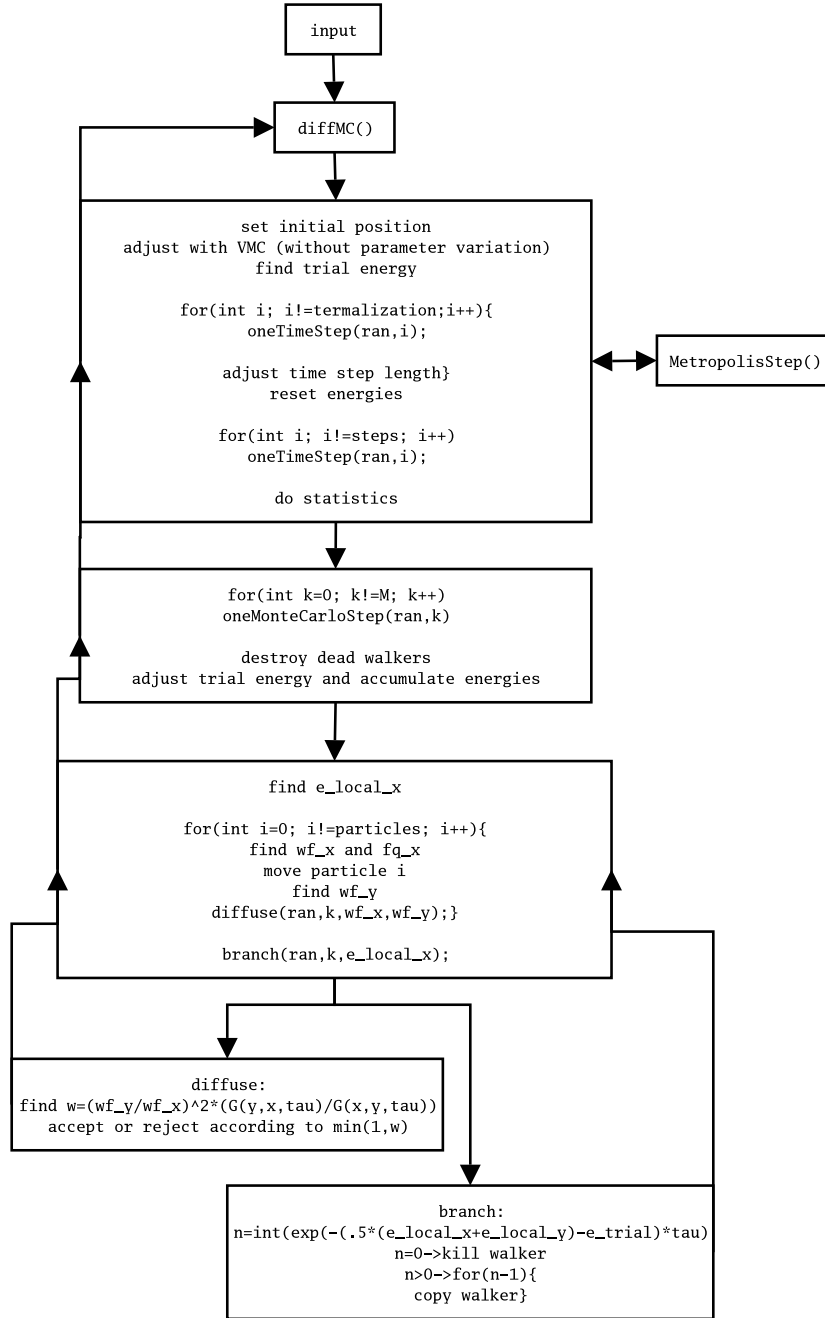 input
diffMC()
set initial position
adjust with VMC (without parameter variation)
find trial energy
for(int i; i!=termalization;i++){
oneTimeStep(ran,i);
adjust time step length}
reset energies
for(int i; i!=steps; i++)
oneTimeStep(ran,i);
do statistics
MetropolisStep()
for(int k=0; k!=M; k++)
oneMonteCarloStep(ran,k)
destroy dead walkers
adjust trial energy and accumulate energies
find e_local_x
for(int i=0; i!=particles; i++){
find wf_x and fq_x
move particle i
find wf_y
diffuse(ran,k,wf_x,wf_y);}
branch(ran,k,e_local_x);
diffuse:
find w=(wf_y/wf_x)^2*(G(y,x,tau)/G(x,y,tau))
accept or reject according to min(1,w)
branch:
n=int(exp(-(.5*(e_local_x+e_local_y)-e_trial)*tau)
n=0->kill walker
n>0->for(n-1){
copy walker}